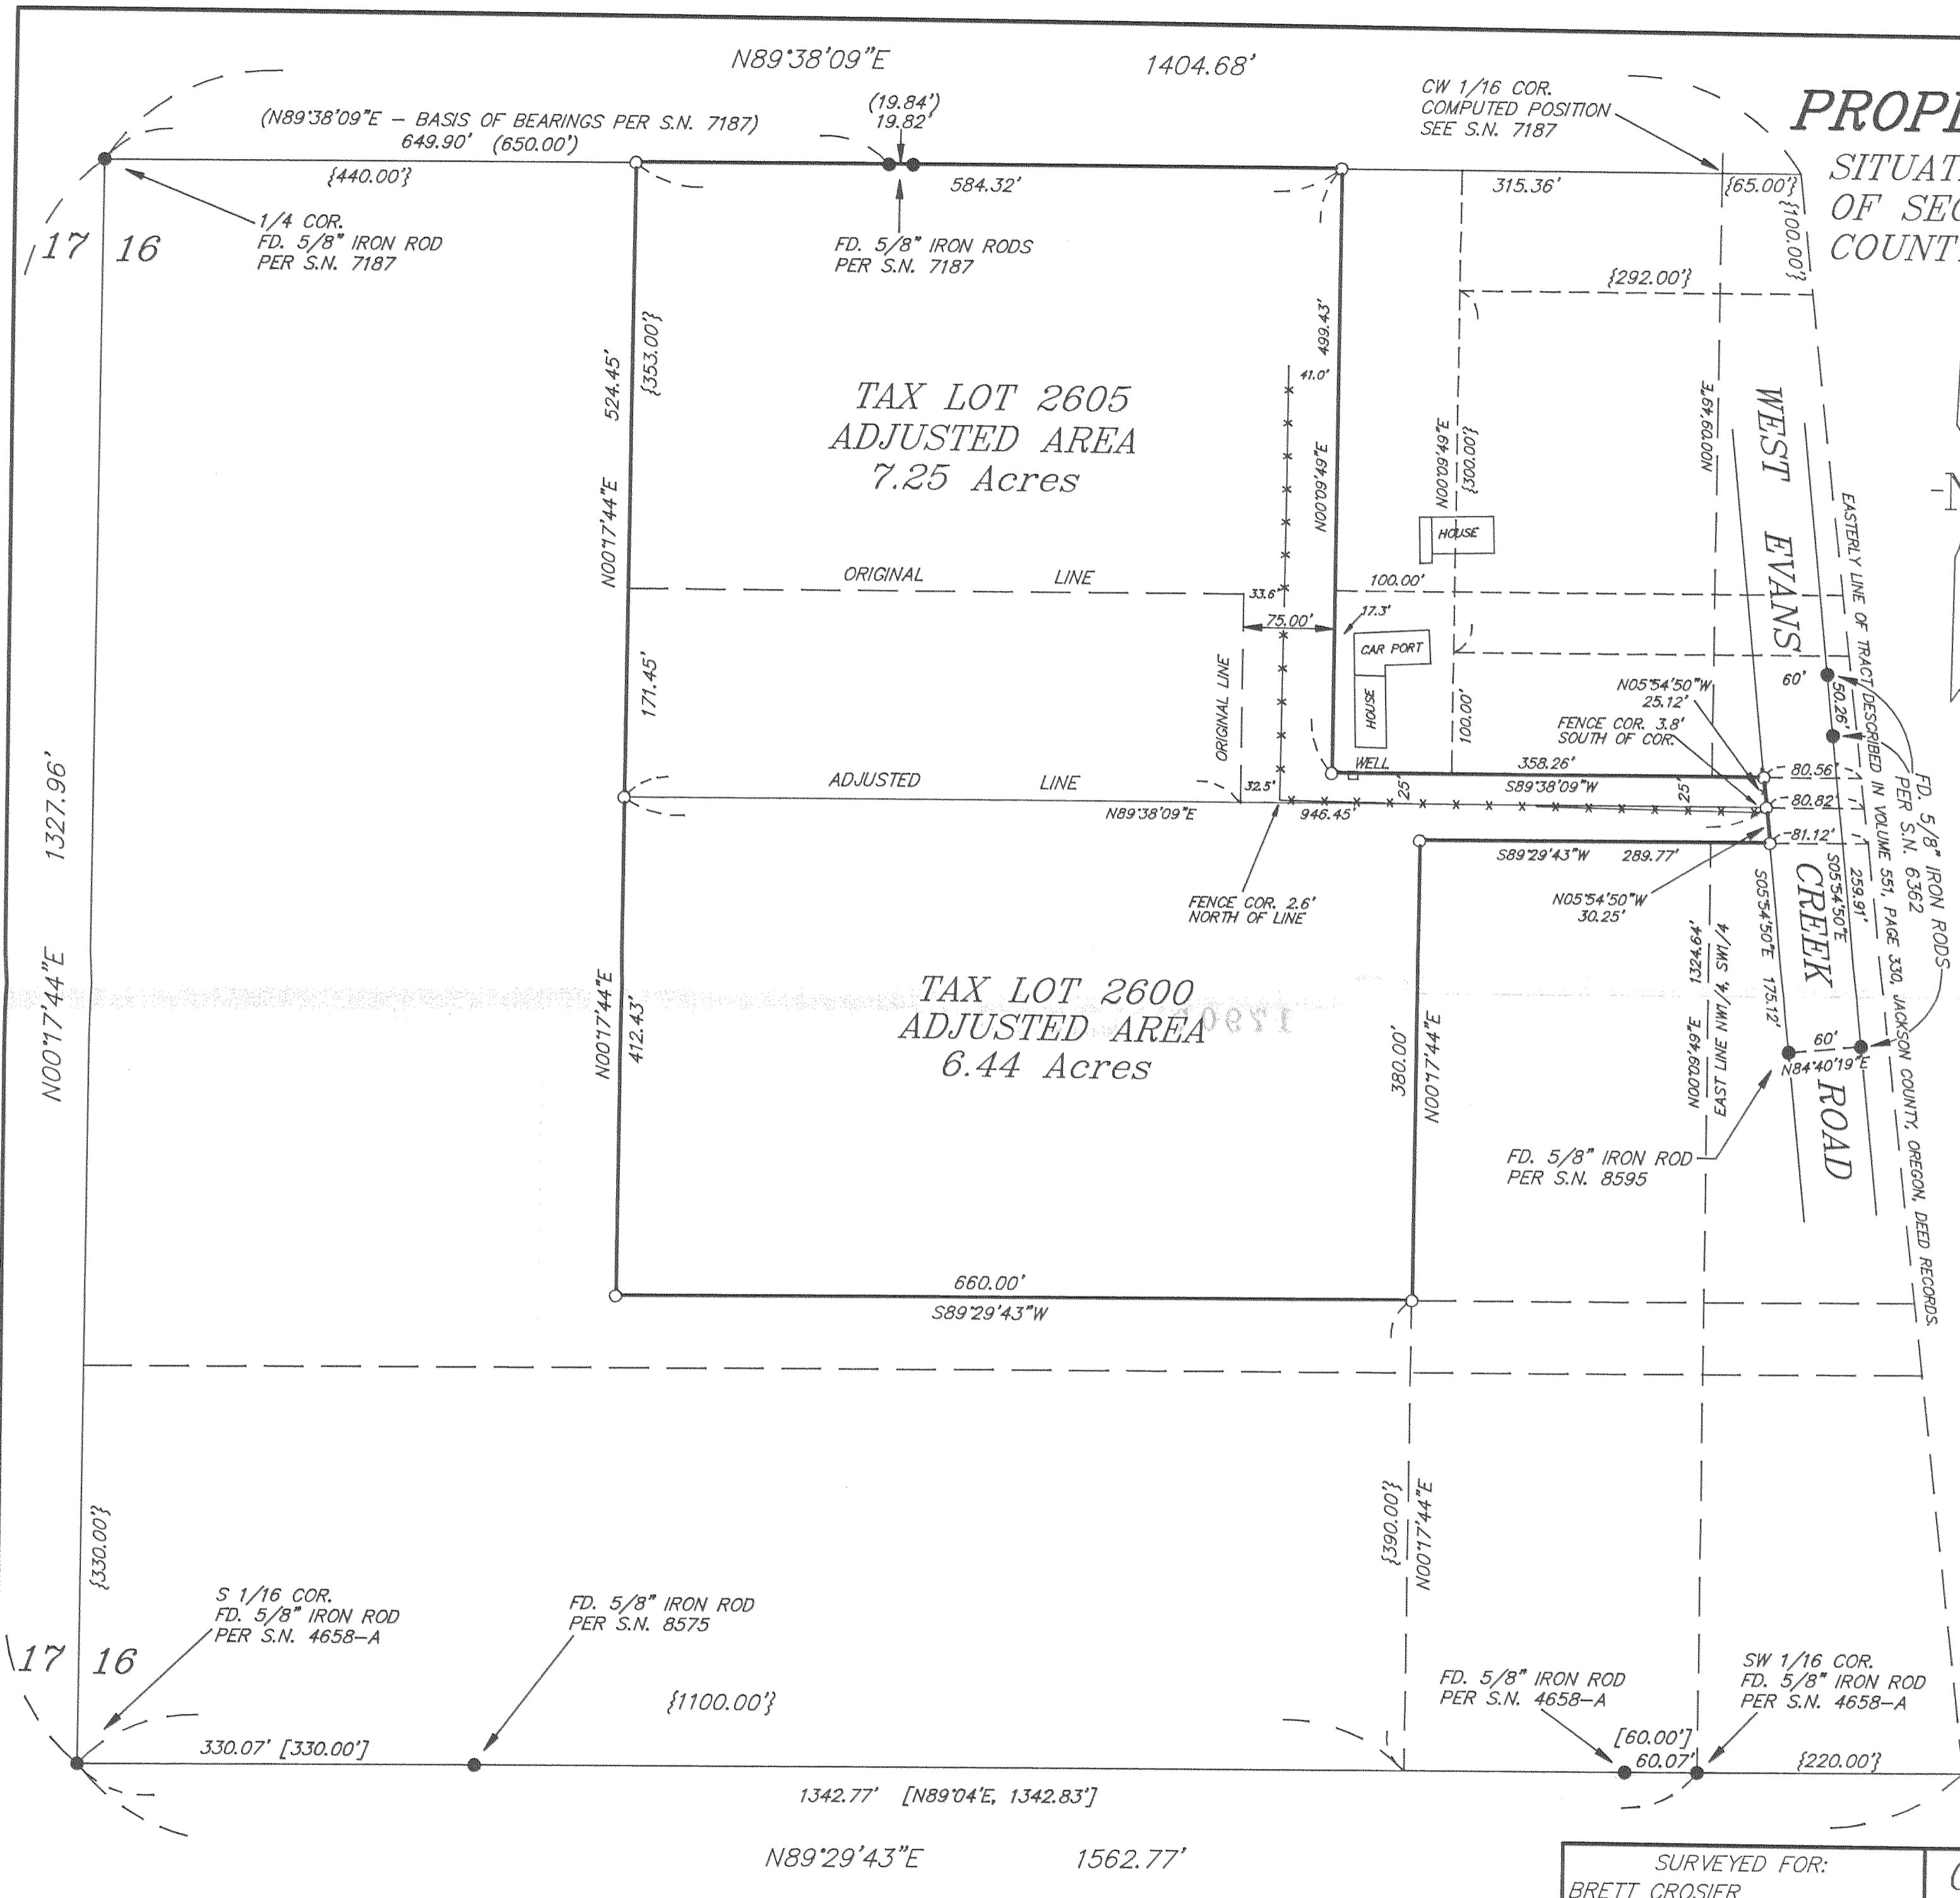 N89°38'09"E 1404.68'
(N89°38'09"E – BASIS OF BEARINGS PER S.N. 7187)
649.90' (650.00')
{440.00'}
(19.84')
19.82'
584.32'
CW 1/16 COR.
COMPUTED POSITION
SEE S.N. 7187
315.36'
{65.00'}
{100.00'}
PROP
SITUAT
OF SEC
COUNT
17 16
1/4 COR.
FD. 5/8" IRON ROD
PER S.N. 7187
FD. 5/8" IRON RODS
PER S.N. 7187
{292.00'}
524.45'
{353.00'}
N00°17'44"E
499.43'
41.0'
N00°09'49"E
N00°09'49"E
{300.00'}
N00°09'49"E
TAX LOT 2605
ADJUSTED AREA
7.25 Acres
HOUSE
WEST EVANS
CREEK ROAD
EASTERLY LINE OF TRACT DESCRIBED IN VOLUME 551, PAGE 330, JACKSON COUNTY, OREGON, DEED RECORDS.
ORIGINAL LINE
33.6'
100.00'
75.00'
17.3'
CAR PORT
HOUSE
ORIGINAL LINE
171.45'
100.00'
N05°54'50"W
25.12'
60'
50.26'
FENCE COR. 3.8'
SOUTH OF COR.
FD. 5/8" IRON RODS
PER S.N. 6362
WELL
358.26'
S89°38'09"W
25'
25'
80.56'
80.82'
81.12'
ADJUSTED LINE
32.5'
N89°38'09"E
946.45'
S89°29'43"W 289.77'
FENCE COR. 2.6'
NORTH OF LINE
N05°54'50"W
30.25'
259.91'
S05°54'50"E
S05°54'50"E 175.12'
1327.96'
N00°17'44"E
N00°17'44"E
412.43'
TAX LOT 2600
ADJUSTED AREA
6.44 Acres
380.00'
N00°17'44"E
N00°09'49"E 1324.64'
EAST LINE NW1/4, SW1/4
60'
N84°40'19"E
FD. 5/8" IRON ROD
PER S.N. 8595
660.00'
S89°29'43"W
{330.00'}
{390.00'}
N00°17'44"E
S 1/16 COR.
FD. 5/8" IRON ROD
PER S.N. 4658–A
FD. 5/8" IRON ROD
PER S.N. 8575
17 16
{1100.00'}
FD. 5/8" IRON ROD
PER S.N. 4658–A
SW 1/16 COR.
FD. 5/8" IRON ROD
PER S.N. 4658–A
330.07' [330.00']
[60.00']
60.07'
{220.00'}
1342.77' [N89°04'E, 1342.83']
N89°29'43"E 1562.77'
SURVEYED FOR:
BRETT CROSIER